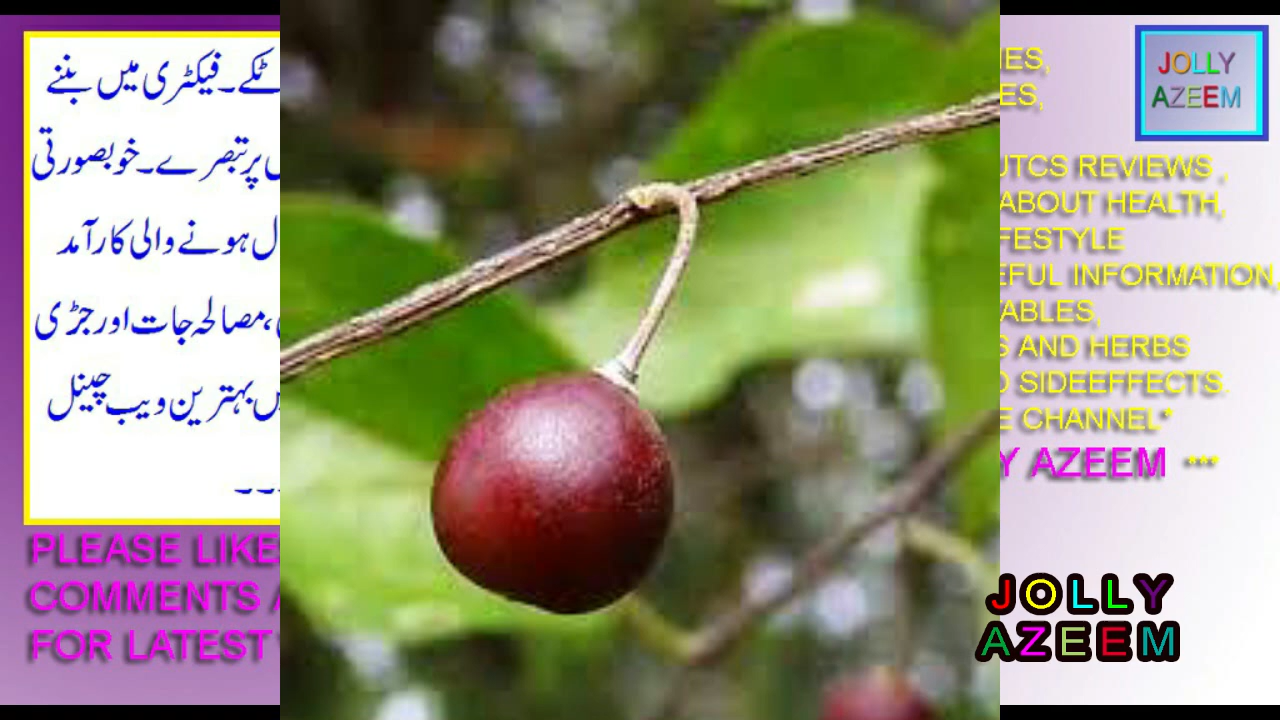 ٹکے۔فیکٹری میں بننے
پر تبصرے۔خوبصورتی
ہونے والی کارآمد
،مصالحہ جات اور جڑی
بہترین ویب چینل
۔۔۔
PLEASE LIKE
COMMENTS
FOR LATEST
JOLLY
AZEEM
IES,
ES,
UTCS REVIEWS ,
ABOUT HEALTH,
FESTYLE
EFUL INFORMATION,
ABLES,
S AND HERBS
D SIDEEFFECTS.
E CHANNEL*
Y AZEEM ***
JOLLY
AZEEM